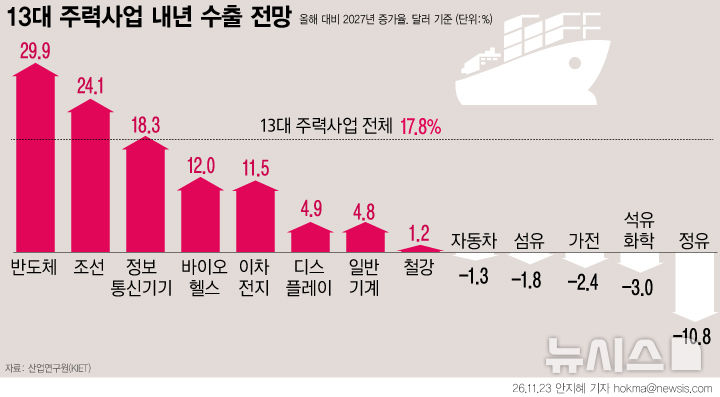 13대 주력사업 내년 수출 전망 올해 대비 2027년 증가율. 달러 기준 (단위:%)
29.9
24.1
18.3
12.0
11.5
4.9
4.8
1.2
13대 주력사업 전체 17.8%
반도체
조선
정보
통신기기
바이오
헬스
이차
전지
디스
플레이
일반
기계
철강
자동차
섬유
가전
석유
화학
정유
-1.3
-1.8
-2.4
-3.0
-10.8
뉴시스
자료: 산업연구원(KIET)
26.11.23 안지혜 기자 hokma@newsis.com